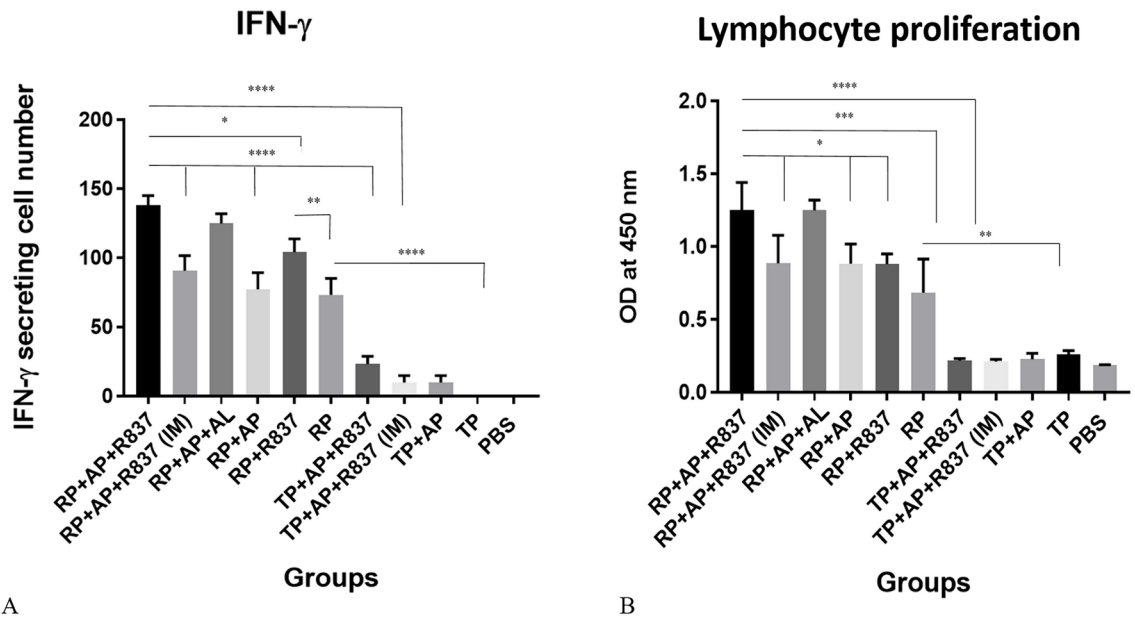 IFN-γ
****
*
****
**
****
200
150
100
50
0
IFN-γ secreting cell number
RP+AP+R837
RP+AP+R837 (IM)
RP+AP+AL
RP+AP
RP+R837
RP
TP+AP+R837
TP+AP+R837 (IM)
TP+AP
TP
PBS
Groups
A
Lymphocyte proliferation
****
***
*
**
2.0
1.5
1.0
0.5
0.0
OD at 450 nm
RP+AP+R837
RP+AP+R837 (IM)
RP+AP+AL
RP+AP
RP+R837
RP
TP+AP+R837
TP+AP+R837 (IM)
TP+AP
TP
PBS
Groups
B